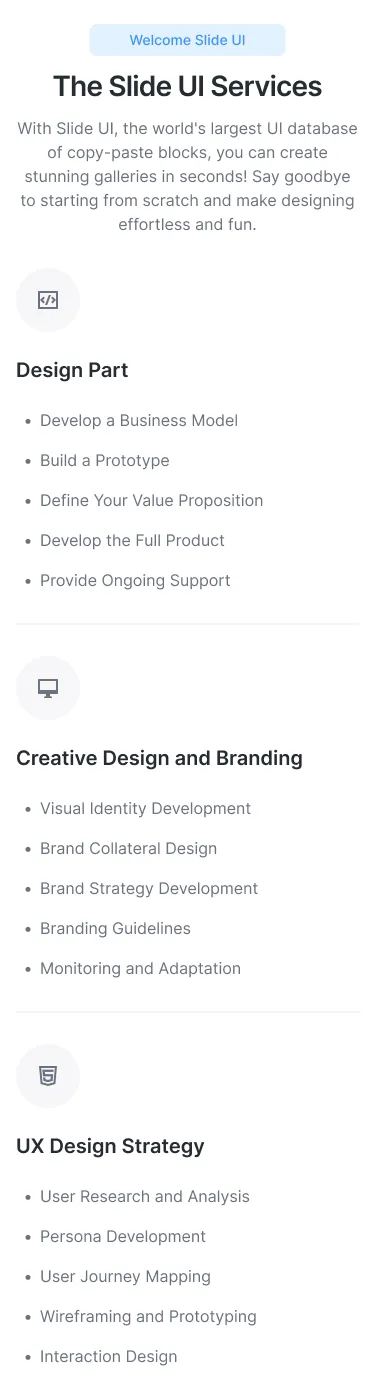 Welcome Slide UI
The Slide UI Services
With Slide UI, the world's largest UI database
of copy-paste blocks, you can create
stunning galleries in seconds! Say goodbye
to starting from scratch and make designing
effortless and fun.
Design Part
• Develop a Business Model
• Build a Prototype
• Define Your Value Proposition
• Develop the Full Product
• Provide Ongoing Support
Creative Design and Branding
• Visual Identity Development
• Brand Collateral Design
• Brand Strategy Development
• Branding Guidelines
• Monitoring and Adaptation
UX Design Strategy
• User Research and Analysis
• Persona Development
• User Journey Mapping
• Wireframing and Prototyping
• Interaction Design